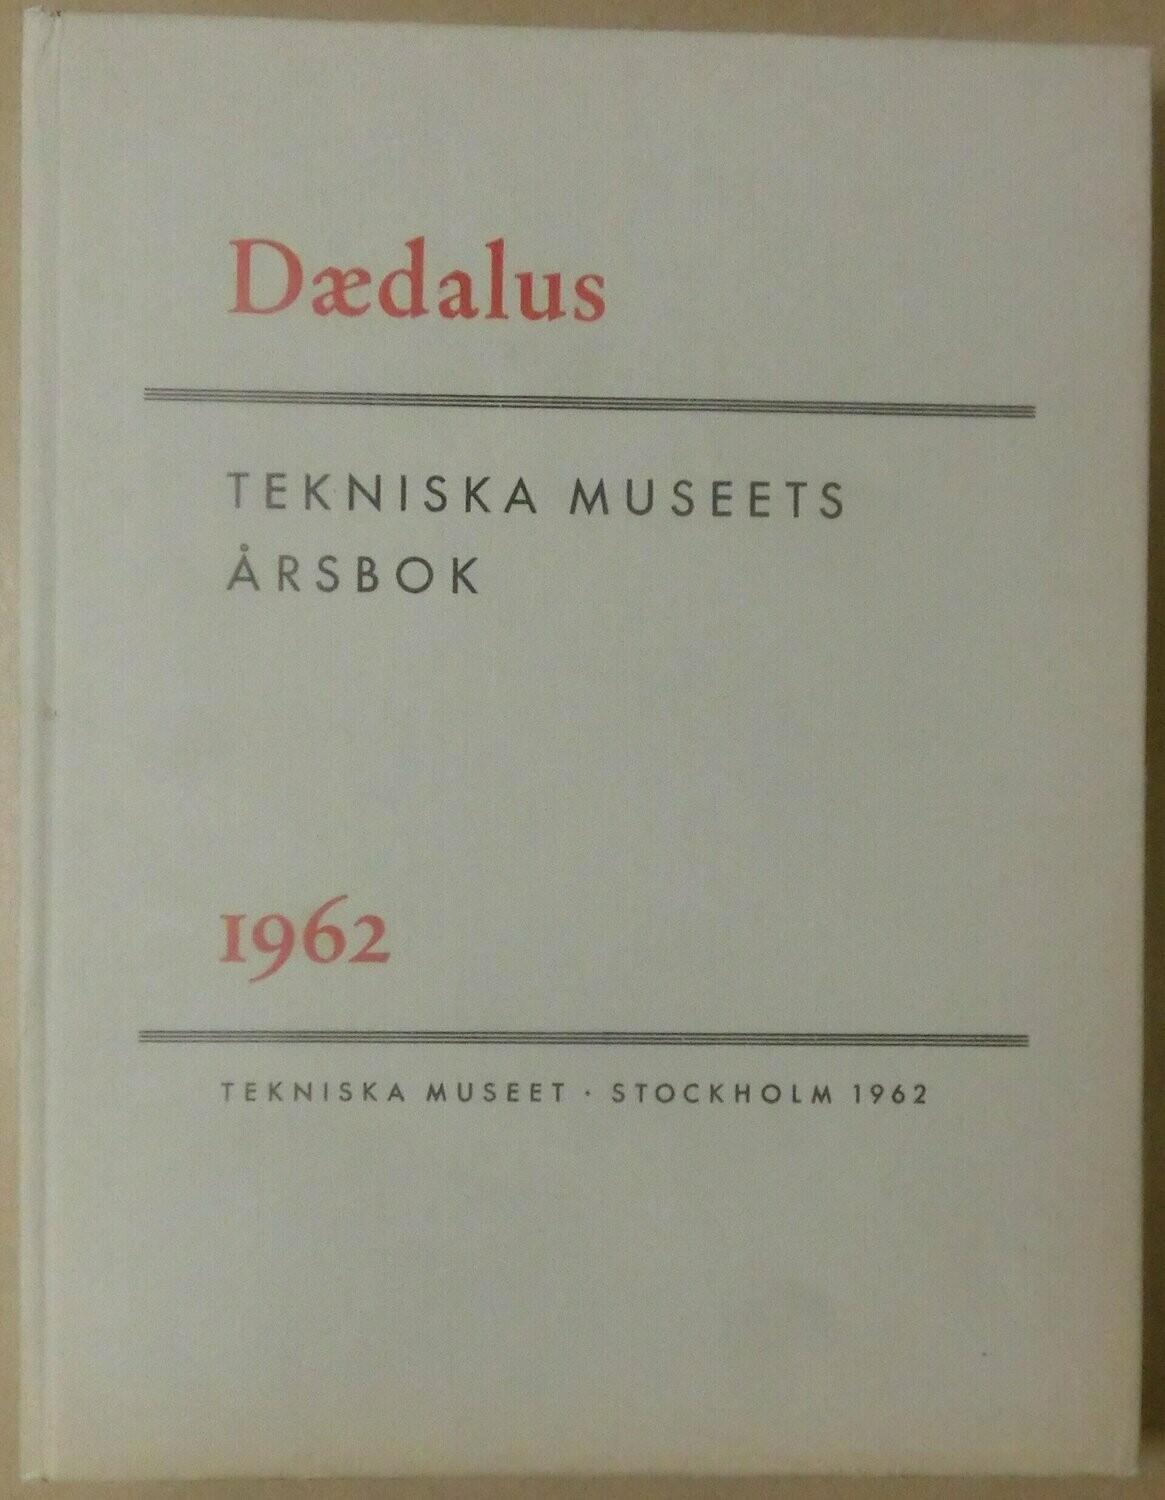 Dædalus
TEKNISKA MUSEETS
ÅRSBOK
1962
TEKNISKA MUSEET · STOCKHOLM 1962